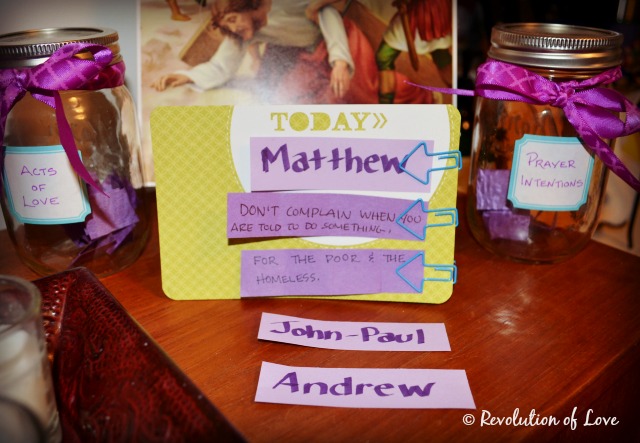 ACTS
OF
LOVE
TODAY»
Matthew
DON'T COMPLAIN WHEN YOU
ARE TOLD TO DO SOMETHING.
FOR THE POOR & THE
HOMELESS.
John-Paul
Andrew
PRAYER
INTENTIONS
© Revolution of Love